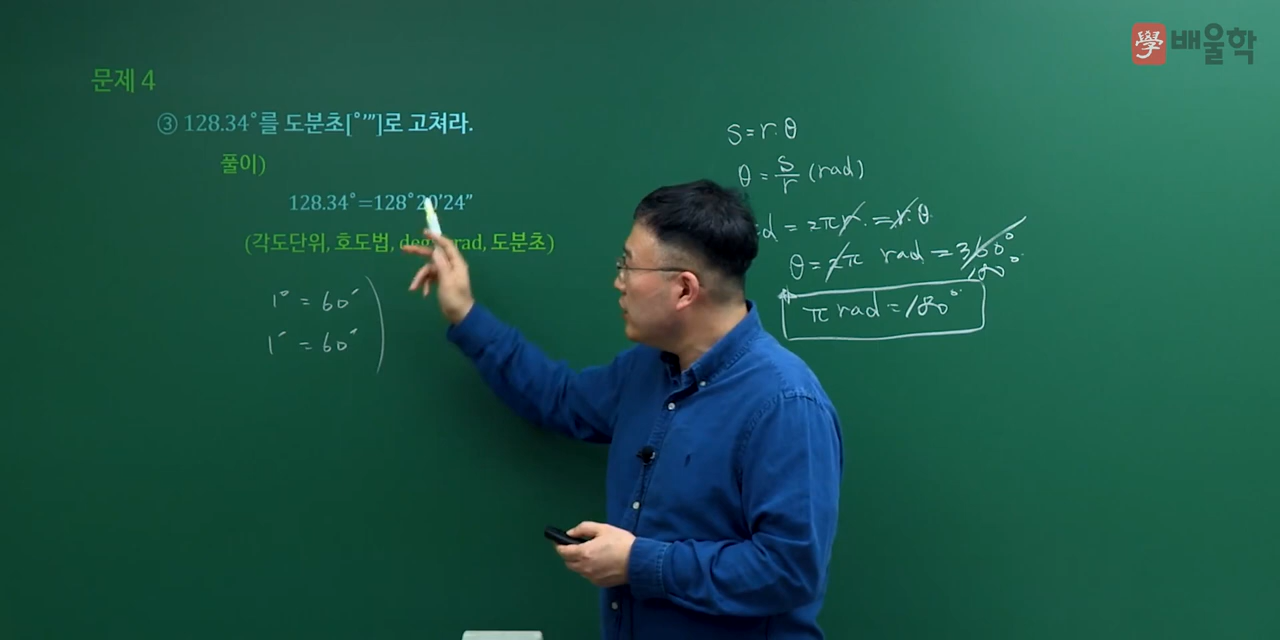 學 배울학
문제 4
③ 128.34˚를 도분초[˚′″]로 고쳐라.
풀이)
128.34˚=128˚20′24″
(각도단위, 호도법, deg, rad, 도분초)
1° = 60′
1′ = 60′
S = r·θ
θ = S/r (rad)
d = 2πr = r·θ
θ = 2π rad = 360°
180°
π rad = 180°